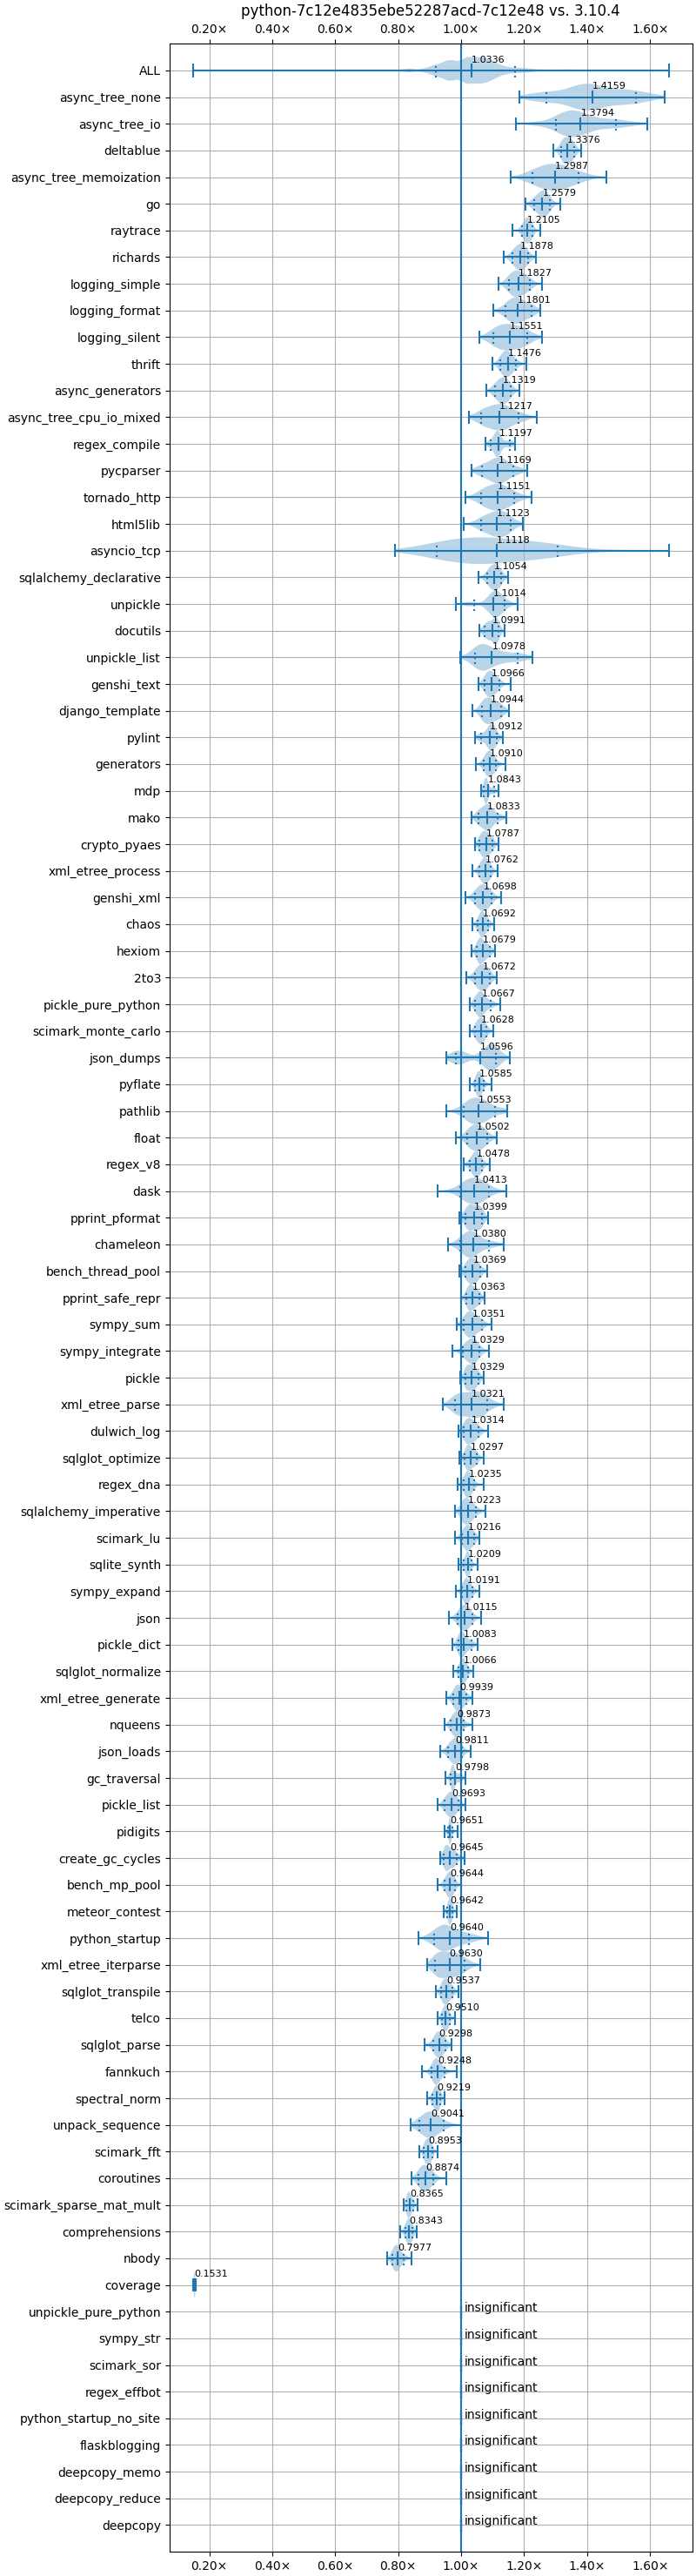 python-7c12e4835ebe52287acd-7c12e48 vs. 3.10.4
0.20× 0.40× 0.60× 0.80× 1.00× 1.20× 1.40× 1.60×
ALL 1.0336
async_tree_none 1.4159
async_tree_io 1.3794
deltablue 1.3376
async_tree_memoization 1.2987
go 1.2579
raytrace 1.2105
richards 1.1878
logging_simple 1.1827
logging_format 1.1801
logging_silent 1.1551
thrift 1.1476
async_generators 1.1319
async_tree_cpu_io_mixed 1.1217
regex_compile 1.1197
pycparser 1.1169
tornado_http 1.1151
html5lib 1.1123
asyncio_tcp 1.1118
sqlalchemy_declarative 1.1054
unpickle 1.1014
docutils 1.0991
unpickle_list 1.0978
genshi_text 1.0966
django_template 1.0944
pylint 1.0912
generators 1.0910
mdp 1.0843
mako 1.0833
crypto_pyaes 1.0787
xml_etree_process 1.0762
genshi_xml 1.0698
chaos 1.0692
hexiom 1.0679
2to3 1.0672
pickle_pure_python 1.0667
scimark_monte_carlo 1.0628
json_dumps 1.0596
pyflate 1.0585
pathlib 1.0553
float 1.0502
regex_v8 1.0478
dask 1.0413
pprint_pformat 1.0399
chameleon 1.0380
bench_thread_pool 1.0369
pprint_safe_repr 1.0363
sympy_sum 1.0351
sympy_integrate 1.0329
pickle 1.0329
xml_etree_parse 1.0321
dulwich_log 1.0314
sqlglot_optimize 1.0297
regex_dna 1.0235
sqlalchemy_imperative 1.0223
scimark_lu 1.0216
sqlite_synth 1.0209
sympy_expand 1.0191
json 1.0115
pickle_dict 1.0083
sqlglot_normalize 1.0066
xml_etree_generate 0.9939
nqueens 0.9873
json_loads 0.9811
gc_traversal 0.9798
pickle_list 0.9693
pidigits 0.9651
create_gc_cycles 0.9645
bench_mp_pool 0.9644
meteor_contest 0.9642
python_startup 0.9640
xml_etree_iterparse 0.9630
sqlglot_transpile 0.9537
telco 0.9510
sqlglot_parse 0.9298
fannkuch 0.9248
spectral_norm 0.9219
unpack_sequence 0.9041
scimark_fft 0.8953
coroutines 0.8874
scimark_sparse_mat_mult 0.8365
comprehensions 0.8343
nbody 0.7977
coverage 0.1531
unpickle_pure_python insignificant
sympy_str insignificant
scimark_sor insignificant
regex_effbot insignificant
python_startup_no_site insignificant
flaskblogging insignificant
deepcopy_memo insignificant
deepcopy_reduce insignificant
deepcopy insignificant
0.20× 0.40× 0.60× 0.80× 1.00× 1.20× 1.40× 1.60×